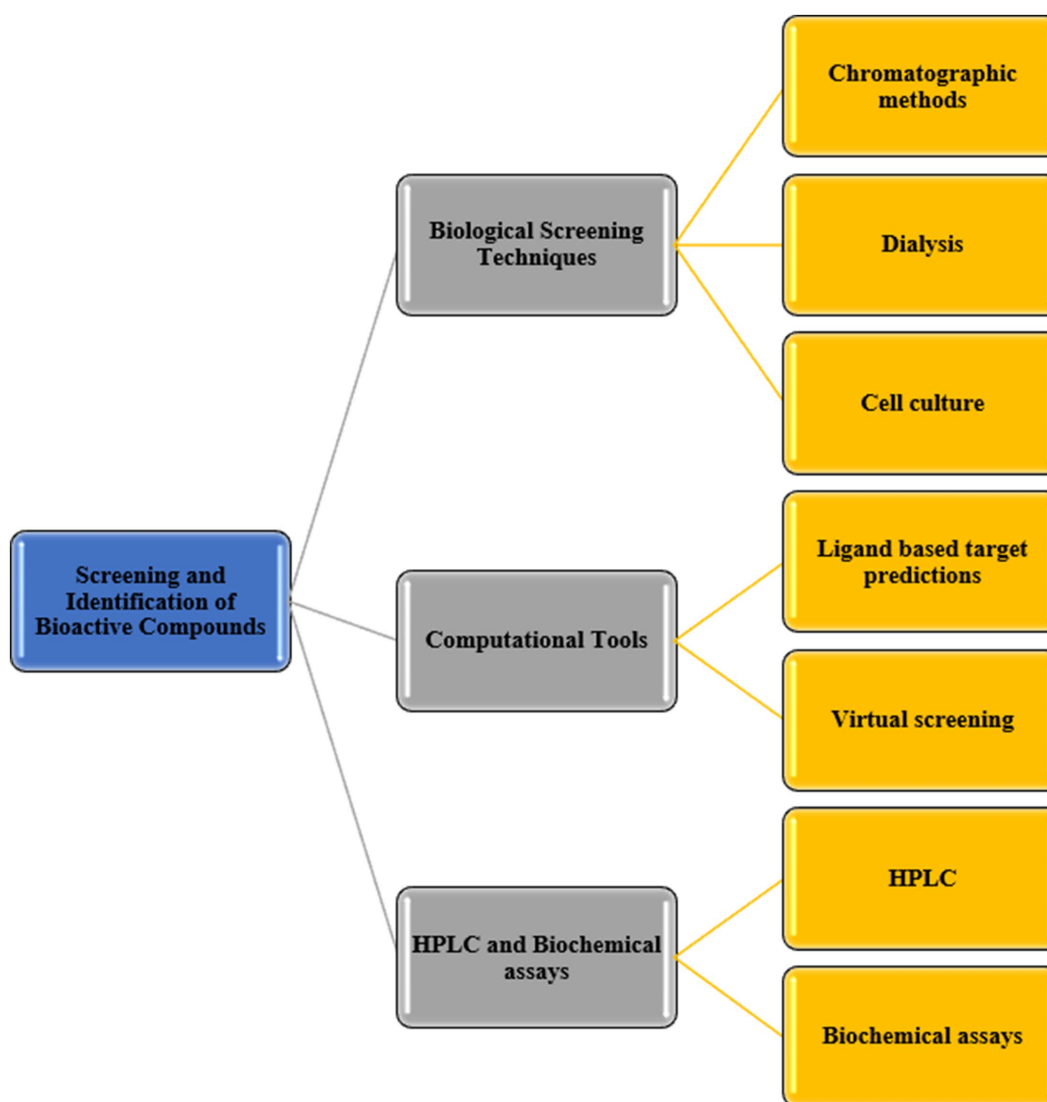 Chromatographic
methods
Biological Screening
Techniques
Dialysis
Cell culture
Screening and
Identification of
Bioactive Compounds
Ligand based target
predictions
Computational Tools
Virtual screening
HPLC
HPLC and Biochemical
assays
Biochemical assays